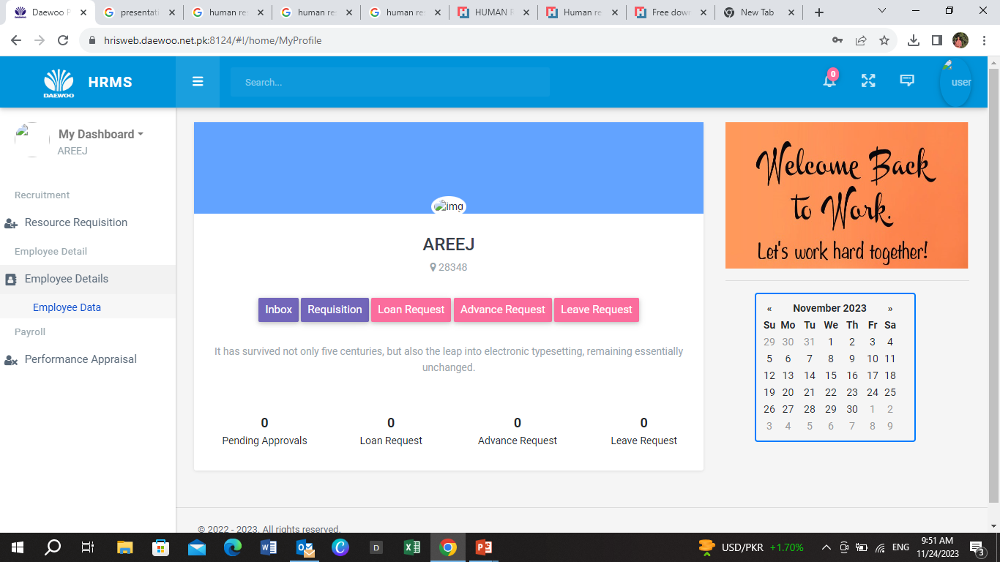 Daewoo P
presentati
human re
human re
human re
HUMAN R
Human re
Free down
New Tab
hrisweb.daewoo.net.pk:8124/#!/home/MyProfile
DAEWOO
HRMS
Search...
0
user
My Dashboard
AREEJ
Recruitment
Resource Requisition
Employee Detail
Employee Details
Employee Data
Payroll
Performance Appraisal
img
AREEJ
28348
Inbox Requisition Loan Request Advance Request Leave Request
It has survived not only five centuries, but also the leap into electronic typesetting, remaining essentially
unchanged.
0 0 0 0
Pending Approvals Loan Request Advance Request Leave Request
Welcome Back
to Work.
Let's work hard together!
« November 2023 »
Su Mo Tu We Th Fr Sa
29 30 31 1 2 3 4
5 6 7 8 9 10 11
12 13 14 15 16 17 18
19 20 21 22 23 24 25
26 27 28 29 30 1 2
3 4 5 6 7 8 9
© 2022 - 2023. All rights reserved.
USD/PKR +1.70%
ENG
9:51 AM
11/24/2023
3